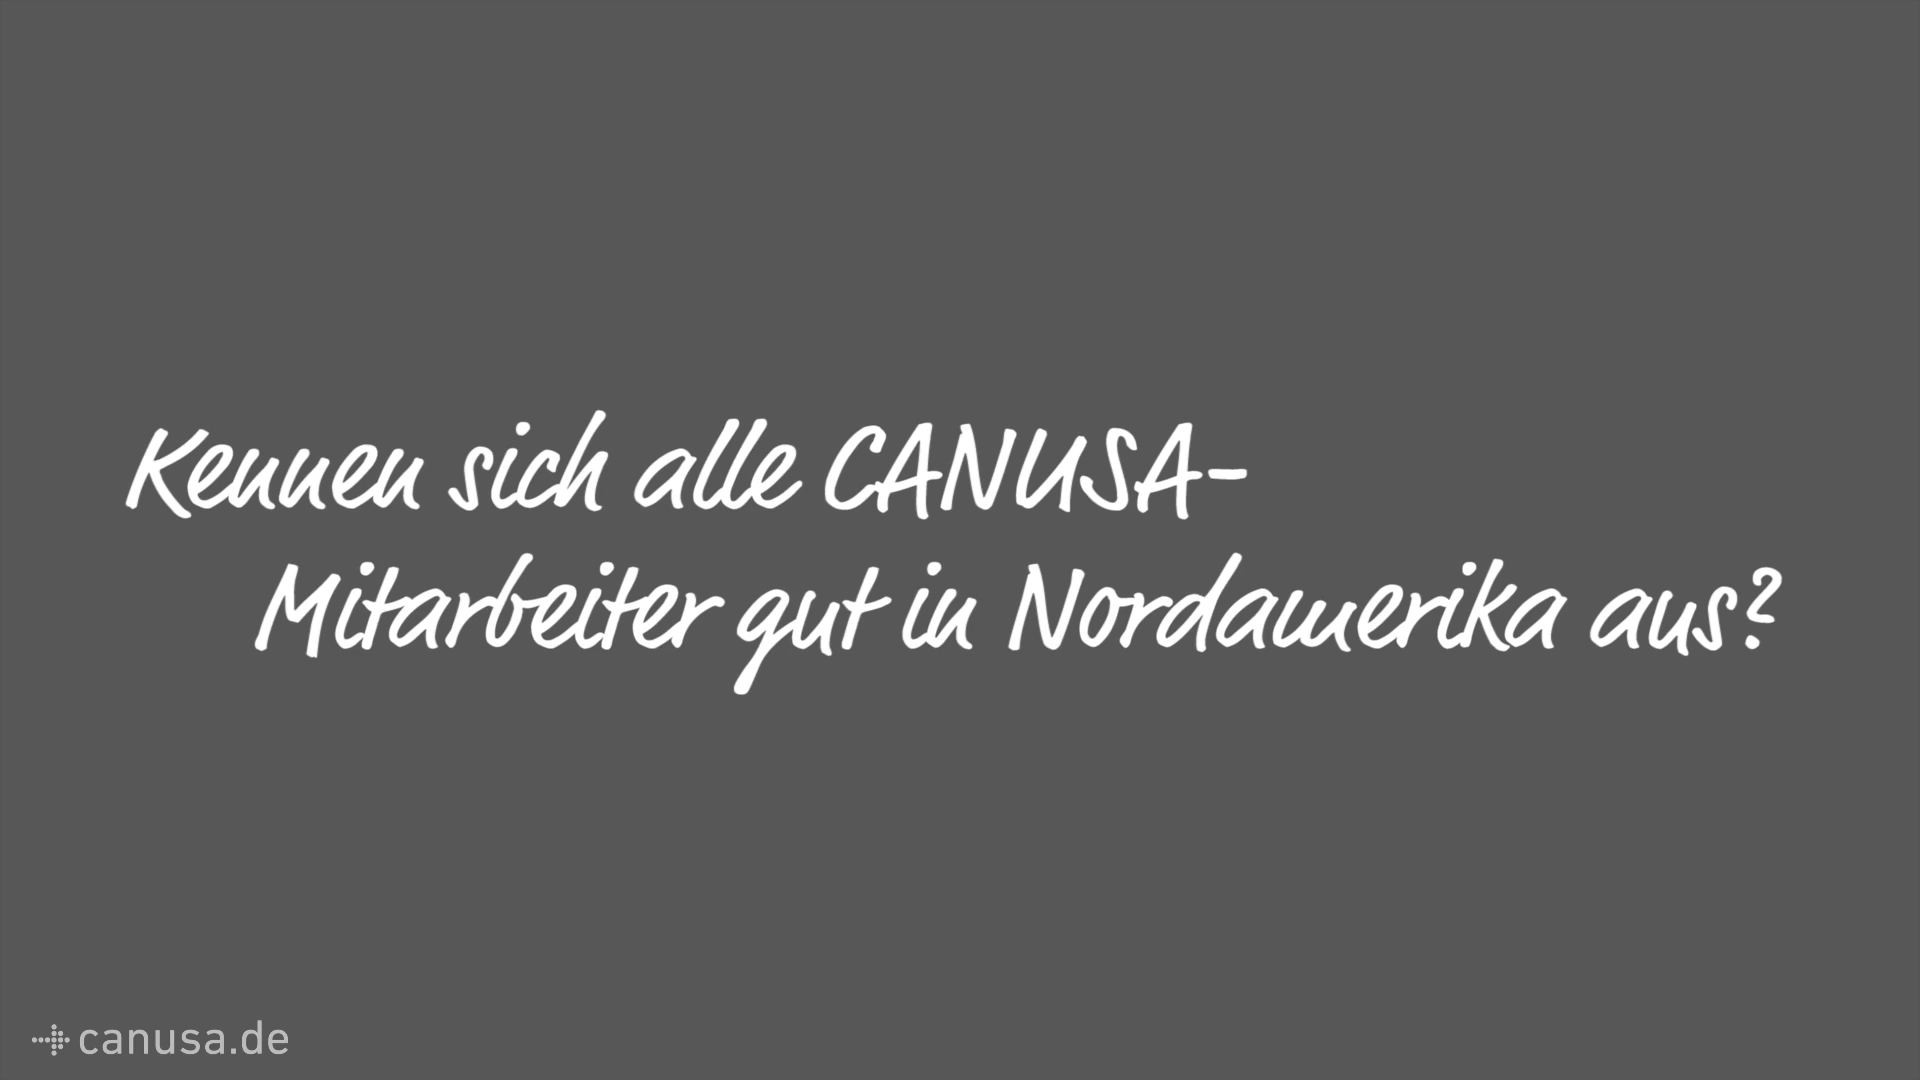 Kennen sich alle CANUSA-
Mitarbeiter gut in Nordamerika aus?
canusa.de